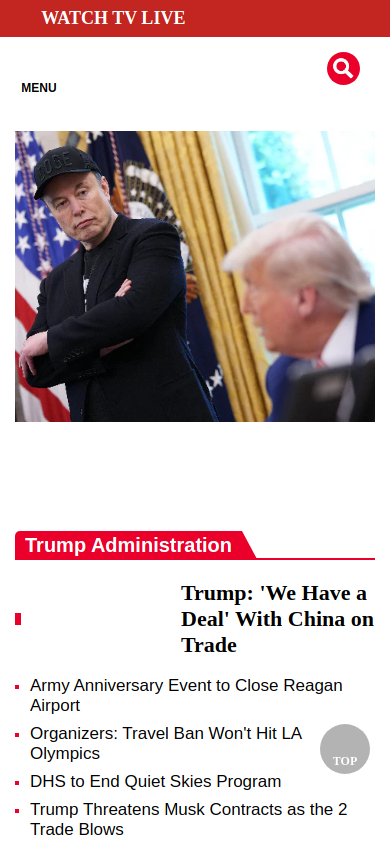 WATCH TV LIVE
MENU
DOGE
Trump Administration
Trump: 'We Have a
Deal' With China on
Trade
Army Anniversary Event to Close Reagan
Airport
Organizers: Travel Ban Won't Hit LA
Olympics
TOP
DHS to End Quiet Skies Program
Trump Threatens Musk Contracts as the 2
Trade Blows